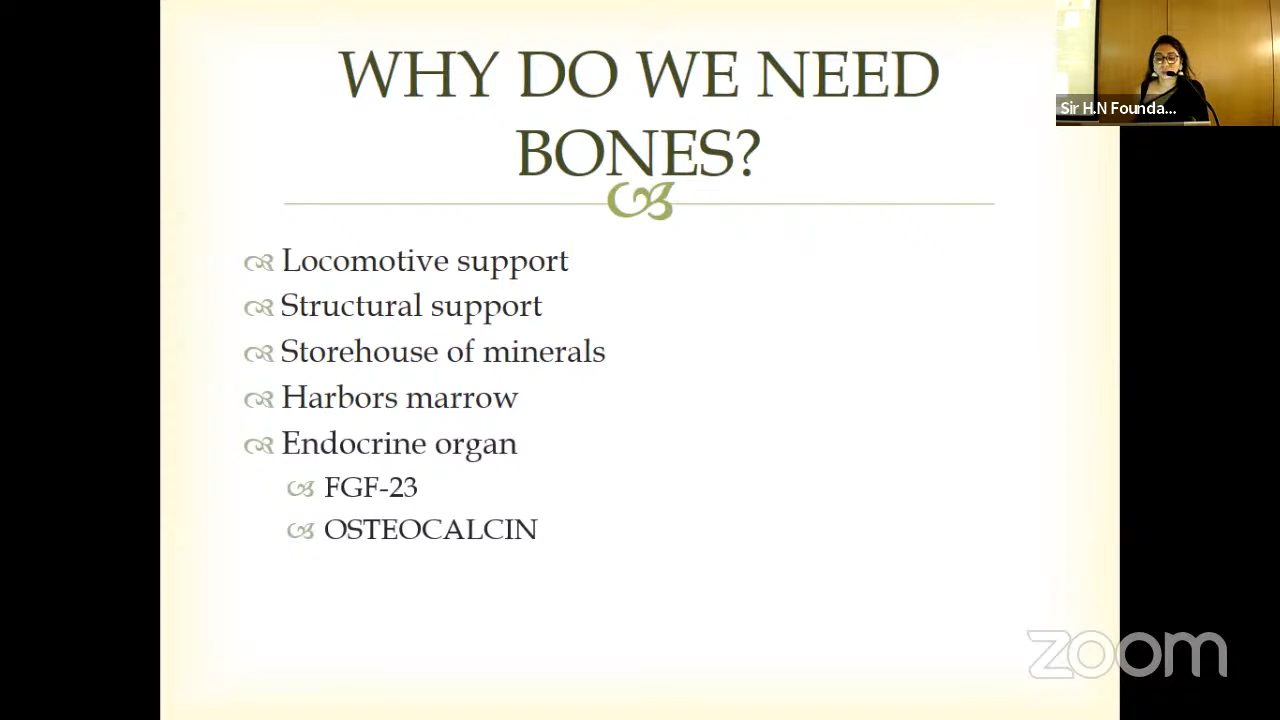 WHY DO WE NEED
BONES?
Locomotive support
Structural support
Storehouse of minerals
Harbors marrow
Endocrine organ
FGF-23
OSTEOCALCIN
Sir H.N Founda...
zoom